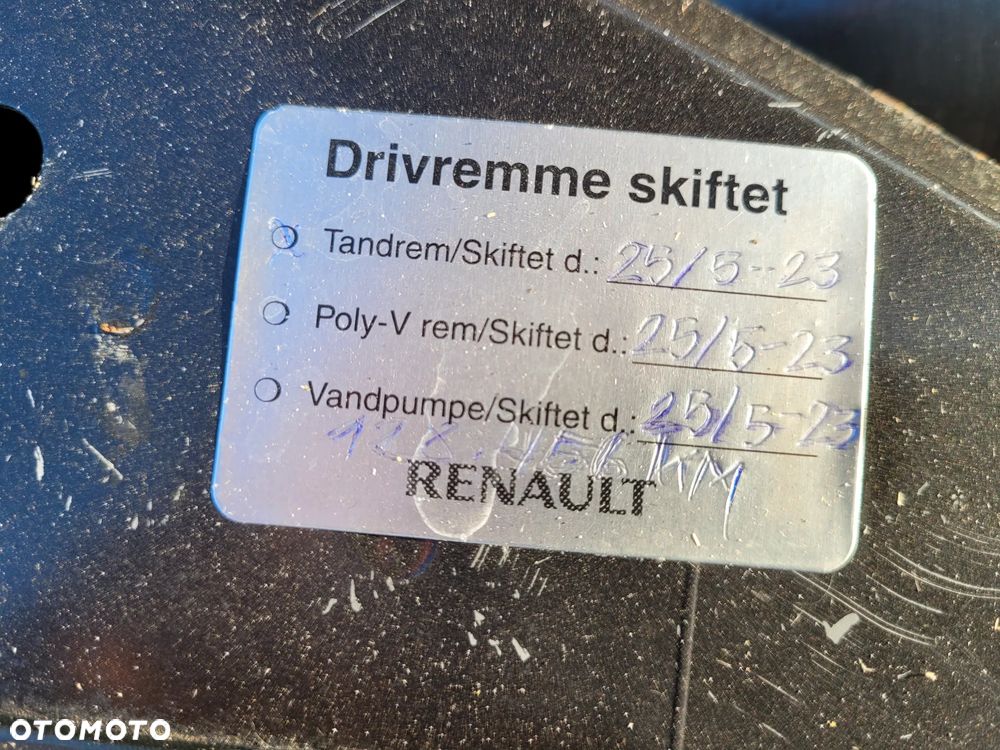 Drivremme skiftet
Tandrem/Skiftet d.: 25/5-23
Poly-V rem/Skiftet d.: 25/5-23
Vandpumpe/Skiftet d.: 25/5-23
KM
RENAULT
OTOMOTO